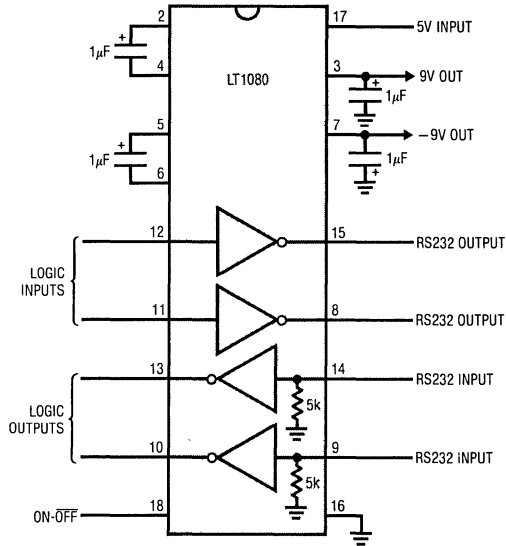 2
17
5V INPUT
+
1µF
4
LT1080
3
9V OUT
+
1µF
5
7
−9V OUT
+
1µF
6
1µF
+
12
15
RS232 OUTPUT
LOGIC
INPUTS
11
8
RS232 OUTPUT
13
14
RS232 INPUT
5k
LOGIC
OUTPUTS
10
9
RS232 INPUT
5k
18
16
ON-OFF